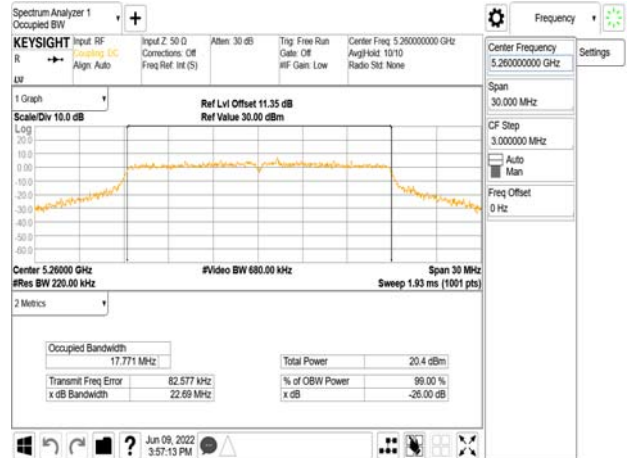 Spectrum Analyzer 1
Occupied BW
Frequency
KEYSIGHT
Input: RF
Coupling: DC
Align: Auto
Input Z: 50 Ω
Corrections: Off
Freq Ref: Int (S)
Atten: 30 dB
Trig: Free Run
Gate: Off
#IF Gain: Low
Center Freq: 5.260000000 GHz
Avg|Hold: 10/10
Radio Std: None
R
LM
Center Frequency
5.260000000 GHz
Settings
Span
30.000 MHz
CF Step
3.000000 MHz
Auto
Man
Freq Offset
0 Hz
1 Graph
Scale/Div 10.0 dB
Ref Lvl Offset 11.35 dB
Ref Value 30.00 dBm
Log
20.0
10.0
0.00
-10.0
-20.0
-30.0
-40.0
-50.0
-60.0
Center 5.26000 GHz
#Video BW 680.00 kHz
Span 30 MHz
#Res BW 220.00 kHz
Sweep 1.93 ms (1001 pts)
2 Metrics
Occupied Bandwidth
17.771 MHz
Total Power 20.4 dBm
Transmit Freq Error 82.577 kHz
% of OBW Power 99.00 %
x dB Bandwidth 22.69 MHz
x dB -26.00 dB
?
Jun 09, 2022
3:57:13 PM